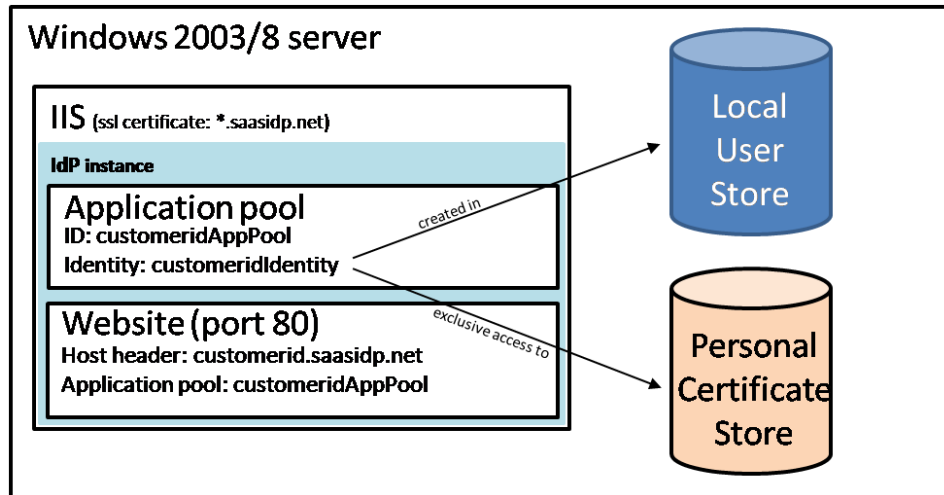 Windows 2003/8 server
IIS (ssl certificate: *.saasidp.net)
IdP instance
Application pool
ID: customeridAppPool
Identity: customeridIdentity
Website (port 80)
Host header: customerid.saasidp.net
Application pool: customeridAppPool
created in
exclusive access to
Local
User
Store
Personal
Certificate
Store